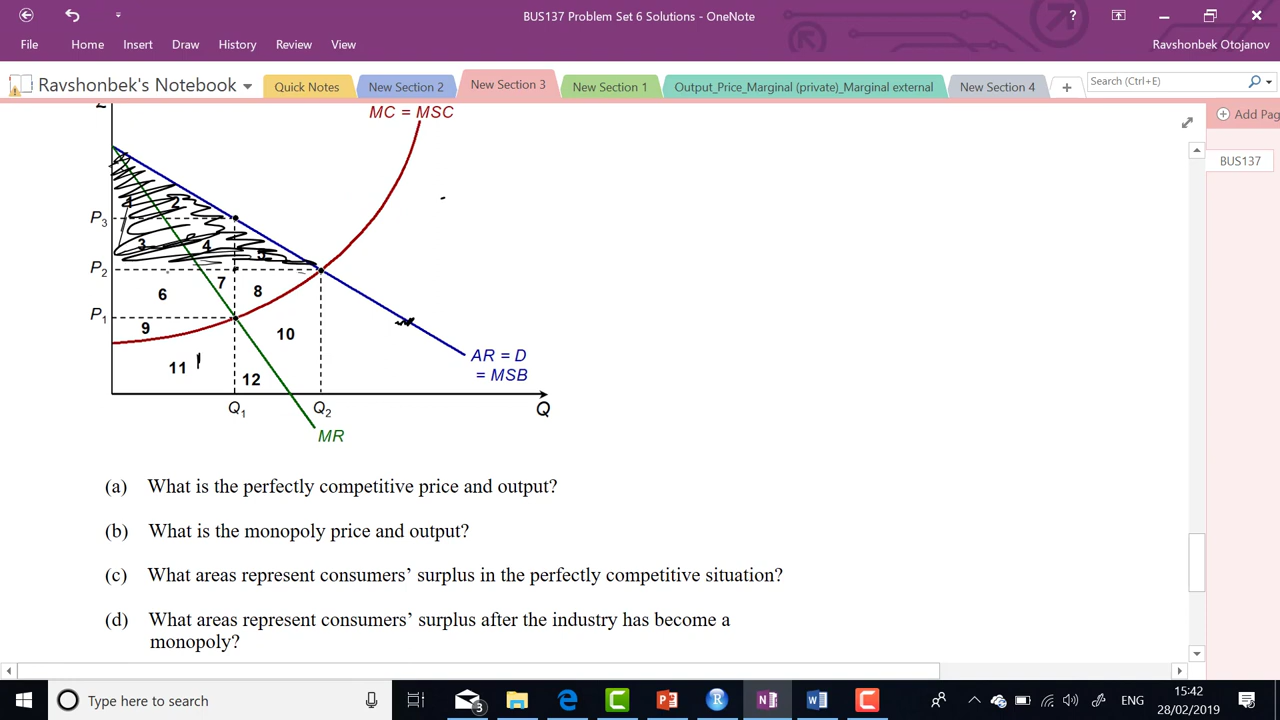 BUS137 Problem Set 6 Solutions - OneNote
File Home Insert Draw History Review View Ravshonbek Otojanov
Ravshonbek's Notebook Quick Notes New Section 2 New Section 3 New Section 1 Output_Price_Marginal (private)_Marginal external New Section 4 Search (Ctrl+E)
Add Pag
BUS137
£
MC = MSC
1 2
P3
3 4 5
P2
7
6 8
P1
9 10
11
12
AR = D
= MSB
Q1 Q2 Q
MR
(a) What is the perfectly competitive price and output?
(b) What is the monopoly price and output?
(c) What areas represent consumers' surplus in the perfectly competitive situation?
(d) What areas represent consumers' surplus after the industry has become a
monopoly?
Type here to search
3
ENG
15:42
28/02/2019